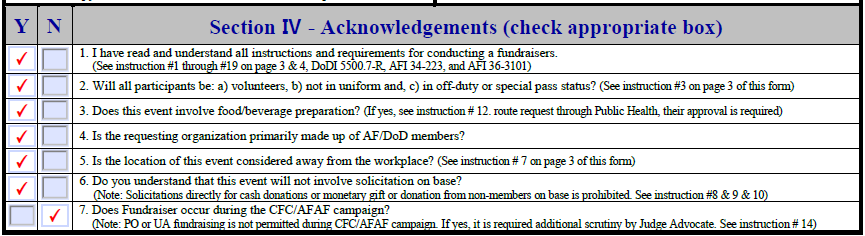 Y N Section IV - Acknowledgements (check appropriate box)
✓ 1. I have read and understand all instructions and requirements for conducting a fundraisers.
(See instruction #1 through #19 on page 3 & 4, DoDI 5500.7-R, AFI 34-223, and AFI 36-3101)
✓ 2. Will all participants be: a) volunteers, b) not in uniform and, c) in off-duty or special pass status? (See instruction #3 on page 3 of this form)
✓ 3. Does this event involve food/beverage preparation? (If yes, see instruction # 12. route request through Public Health, their approval is required)
✓ 4. Is the requesting organization primarily made up of AF/DoD members?
✓ 5. Is the location of this event considered away from the workplace? (See instruction # 7 on page 3 of this form)
✓ 6. Do you understand that this event will not involve solicitation on base?
(Note: Solicitations directly for cash donations or monetary gift or donation from non-members on base is prohibited. See instruction #8 & 9 & 10)
✓ 7. Does Fundraiser occur during the CFC/AFAF campaign?
(Note: PO or UA fundraising is not permitted during CFC/AFAF campaign. If yes, it is required additional scrutiny by Judge Advocate. See instruction # 14)